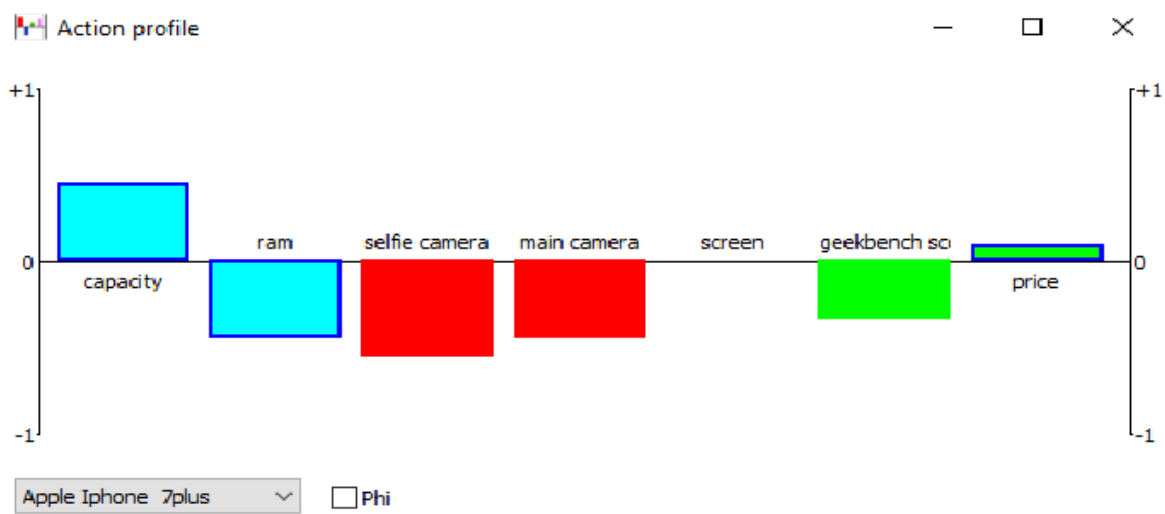 Action profile
+1 +1
ram selfie camera main camera screen geekbench sco
0 0
capacity price
-1 -1
Apple Iphone 7plus Phi